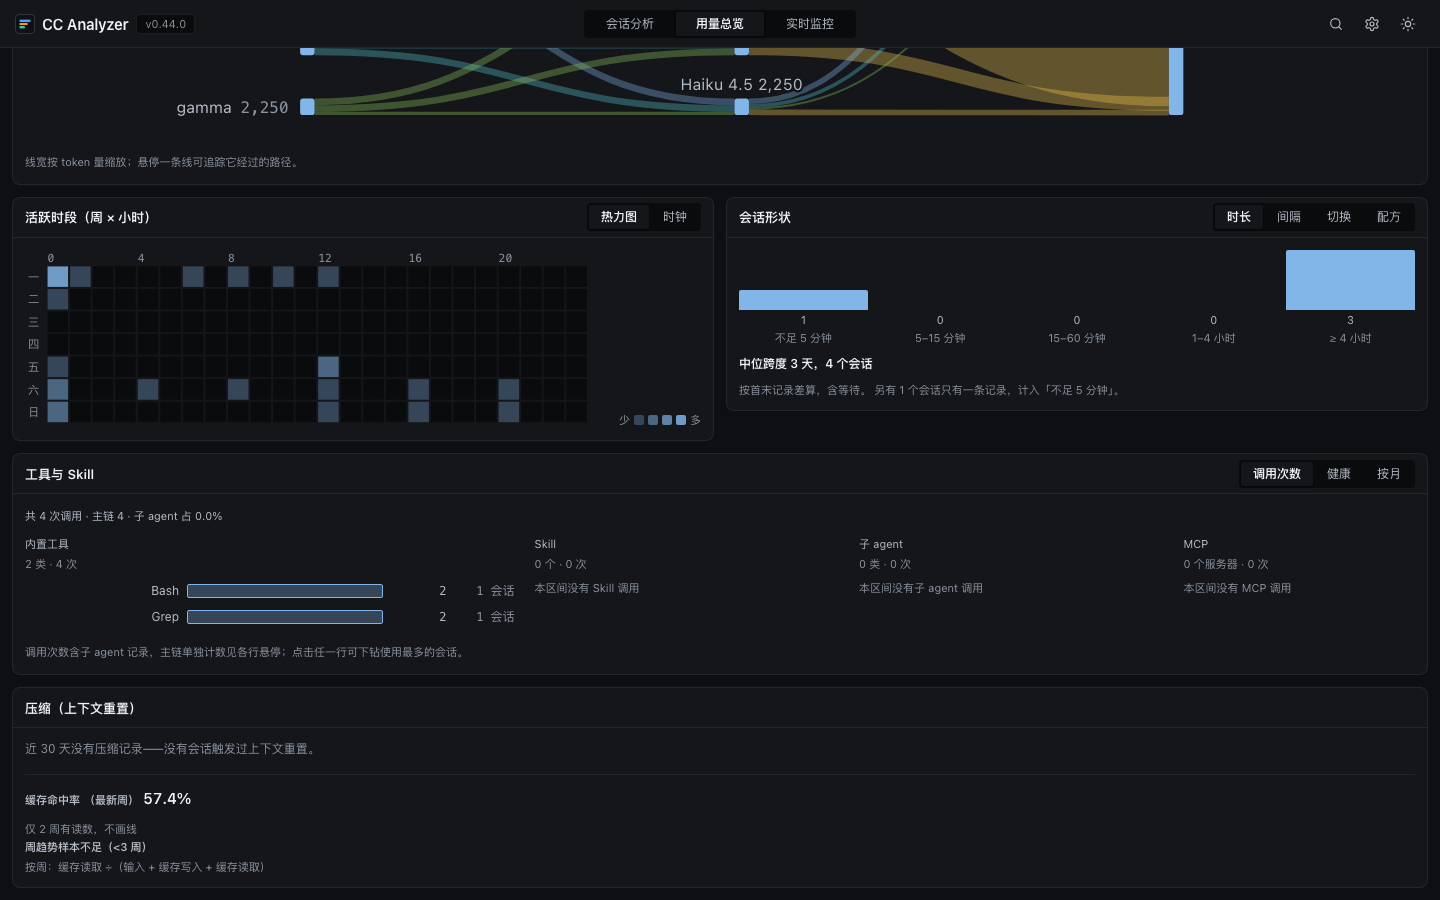 CC Analyzer v0.44.0 会话分析 用量总览 实时监控
Haiku 4.5 2,250
gamma 2,250
线宽按 token 量缩放；悬停一条线可追踪它经过的路径。
活跃时段（周 × 小时） 热力图 时钟
0 4 8 12 16 20
一
二
三
四
五
六
日
少 多
会话形状 时长 间隔 切换 配方
1 0 0 0 3
不足 5 分钟 5–15 分钟 15–60 分钟 1–4 小时 ≥ 4 小时
中位跨度 3 天，4 个会话
按首末记录差算，含等待。 另有 1 个会话只有一条记录，计入「不足 5 分钟」。
工具与 Skill 调用次数 健康 按月
共 4 次调用 · 主链 4 · 子 agent 占 0.0%
内置工具
2 类 · 4 次
Bash 2 1 会话
Grep 2 1 会话
Skill
0 个 · 0 次
本区间没有 Skill 调用
子 agent
0 类 · 0 次
本区间没有子 agent 调用
MCP
0 个服务器 · 0 次
本区间没有 MCP 调用
调用次数含子 agent 记录，主链单独计数见各行悬停；点击任一行可下钻使用最多的会话。
压缩（上下文重置）
近 30 天没有压缩记录——没有会话触发过上下文重置。
缓存命中率 （最新周） 57.4%
仅 2 周有读数，不画线
周趋势样本不足（<3 周）
按周：缓存读取 ÷（输入 + 缓存写入 + 缓存读取）